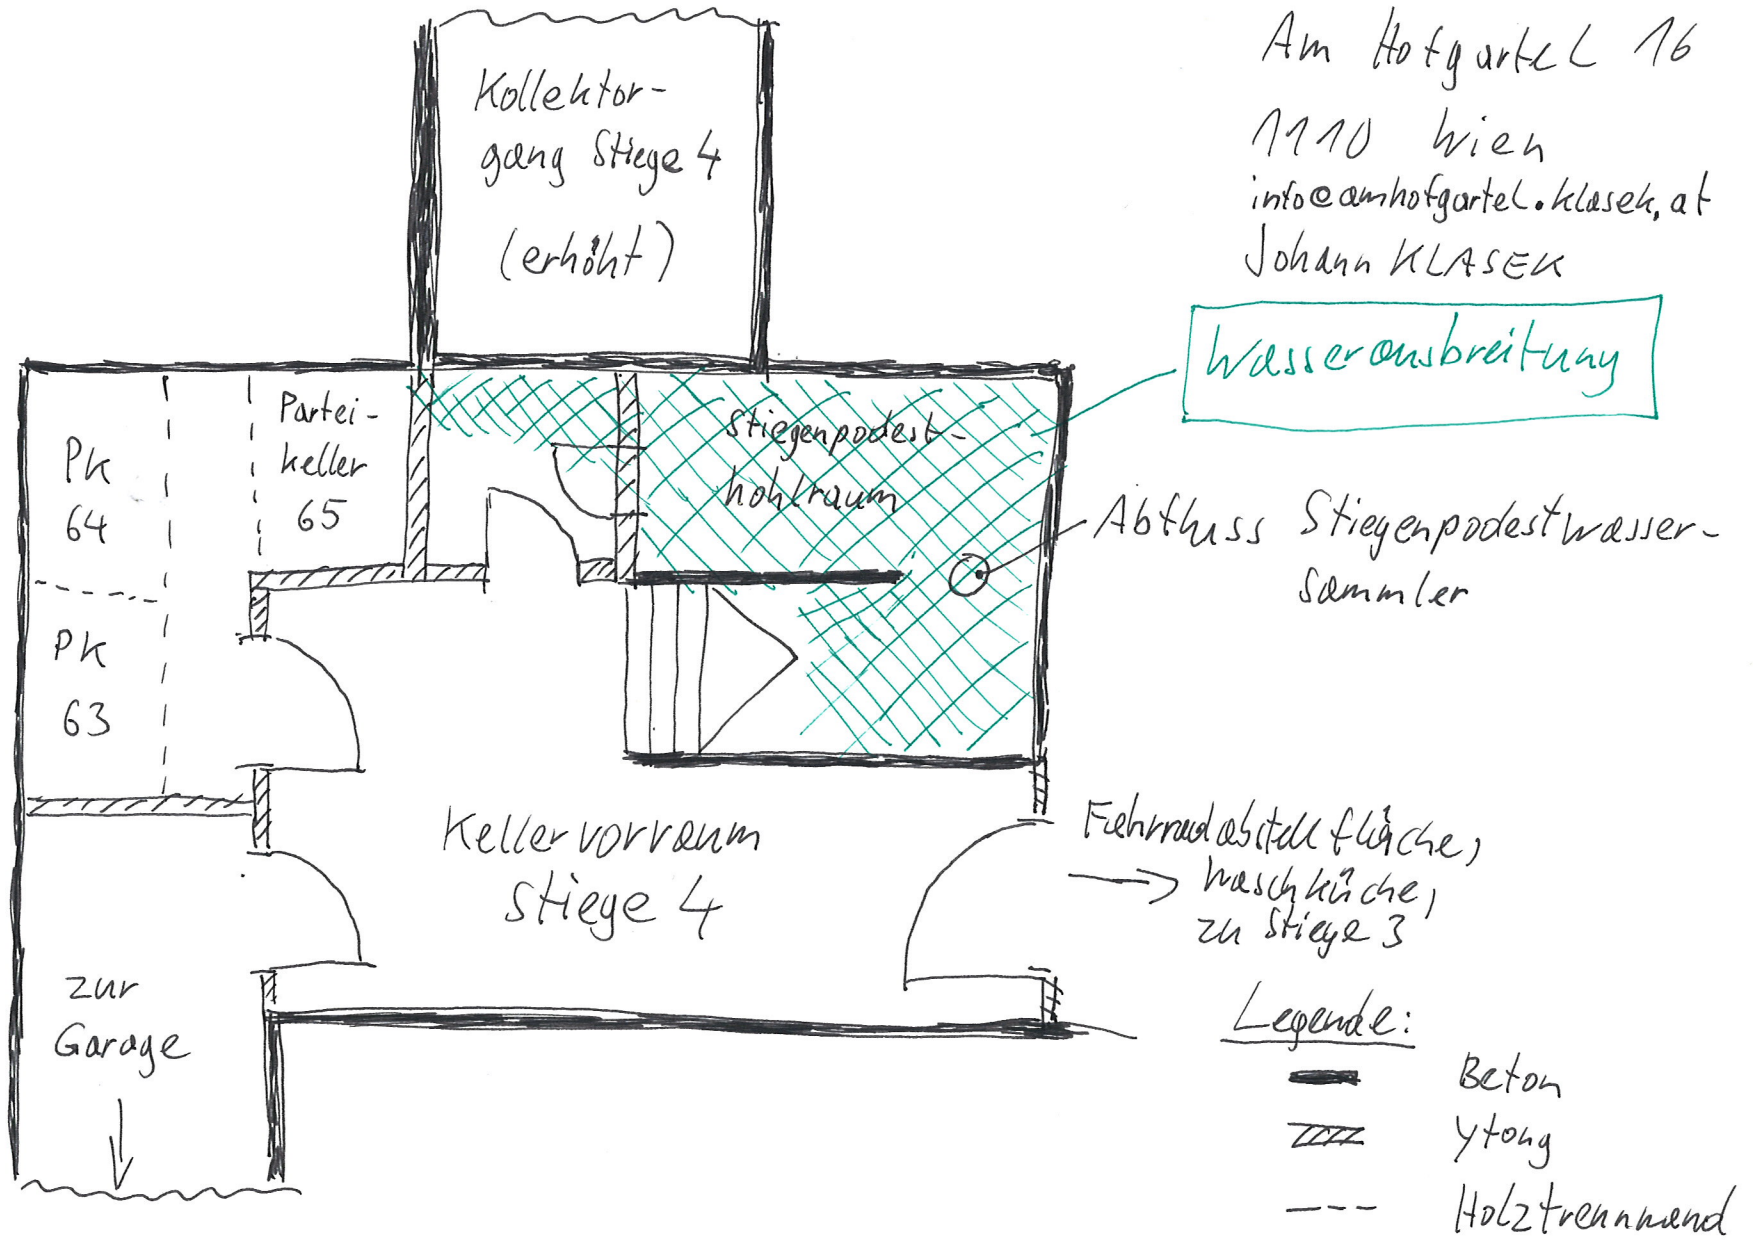 Am Hofgartel 16
1110 Wien
info@amhofgartel.klasek.at
Johann KLASEK
Kollektor-
gang Stiege 4
(erhöht)
Wasserausbreitung
Partei-
keller
65
PK
64
PK
63
Stiegenpodest-
hohlraum
Abfluss Stiegenpodestwasser-
sammler
Kellervorraum
Stiege 4
Fahrradabstellfläche,
Waschküche,
zu Stiege 3
zur
Garage
Legende:
Beton
Ytong
Holztrennwand